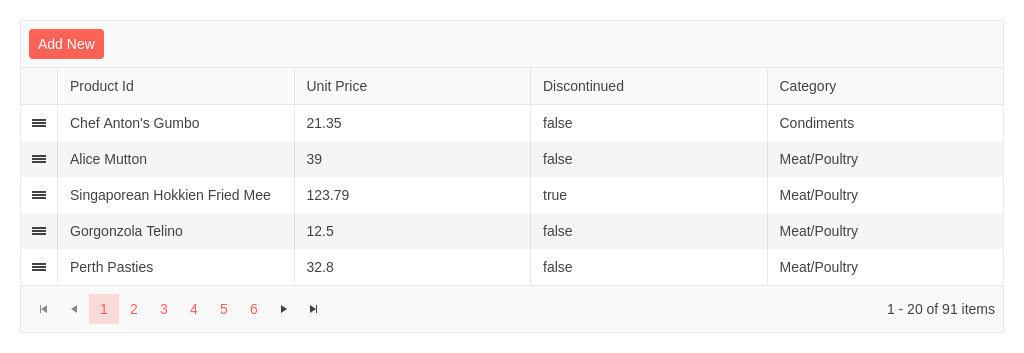 Add New
Product Id Unit Price Discontinued Category
Chef Anton's Gumbo 21.35 false Condiments
Alice Mutton 39 false Meat/Poultry
Singaporean Hokkien Fried Mee 123.79 true Meat/Poultry
Gorgonzola Telino 12.5 false Meat/Poultry
Perth Pasties 32.8 false Meat/Poultry
1 2 3 4 5 6 1 - 20 of 91 items